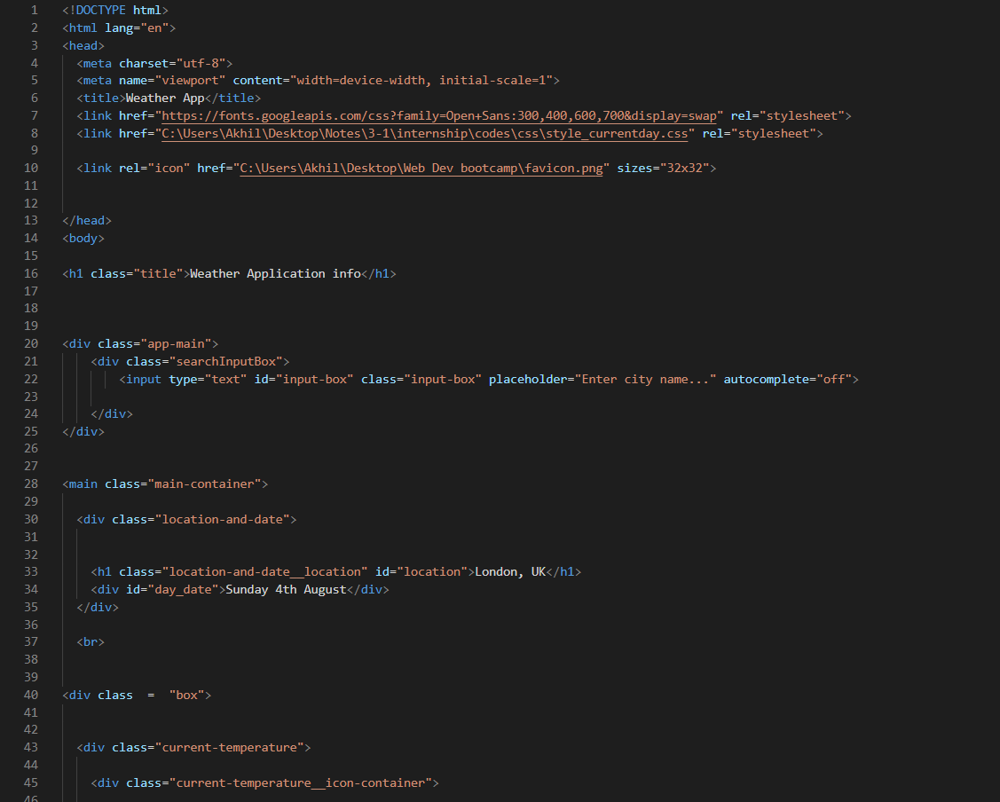 1 <!DOCTYPE html>
2 <html lang="en">
3 <head>
4   <meta charset="utf-8">
5   <meta name="viewport" content="width=device-width, initial-scale=1">
6   <title>Weather App</title>
7   <link href="https://fonts.googleapis.com/css?family=Open+Sans:300,400,600,700&display=swap" rel="stylesheet">
8   <link href="C:\Users\Akhil\Desktop\Notes\3-1\internship\codes\css\style_currentday.css" rel="stylesheet">
9
10   <link rel="icon" href="C:\Users\Akhil\Desktop\Web Dev bootcamp\favicon.png" sizes="32x32">
11
12
13 </head>
14 <body>
15
16 <h1 class="title">Weather Application info</h1>
17
18
19
20 <div class="app-main">
21     <div class="searchInputBox">
22         <input type="text" id="input-box" class="input-box" placeholder="Enter city name..." autocomplete="off">
23
24     </div>
25 </div>
26
27
28 <main class="main-container">
29
30   <div class="location-and-date">
31
32
33     <h1 class="location-and-date__location" id="location">London, UK</h1>
34     <div id="day_date">Sunday 4th August</div>
35   </div>
36
37   <br>
38
39
40 <div class  =  "box">
41
42
43   <div class="current-temperature">
44
45     <div class="current-temperature__icon-container">
46